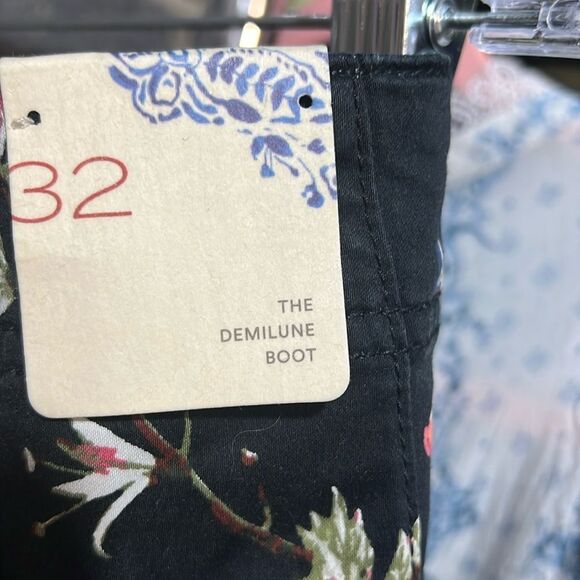 32
THE
DEMILUNE
BOOT